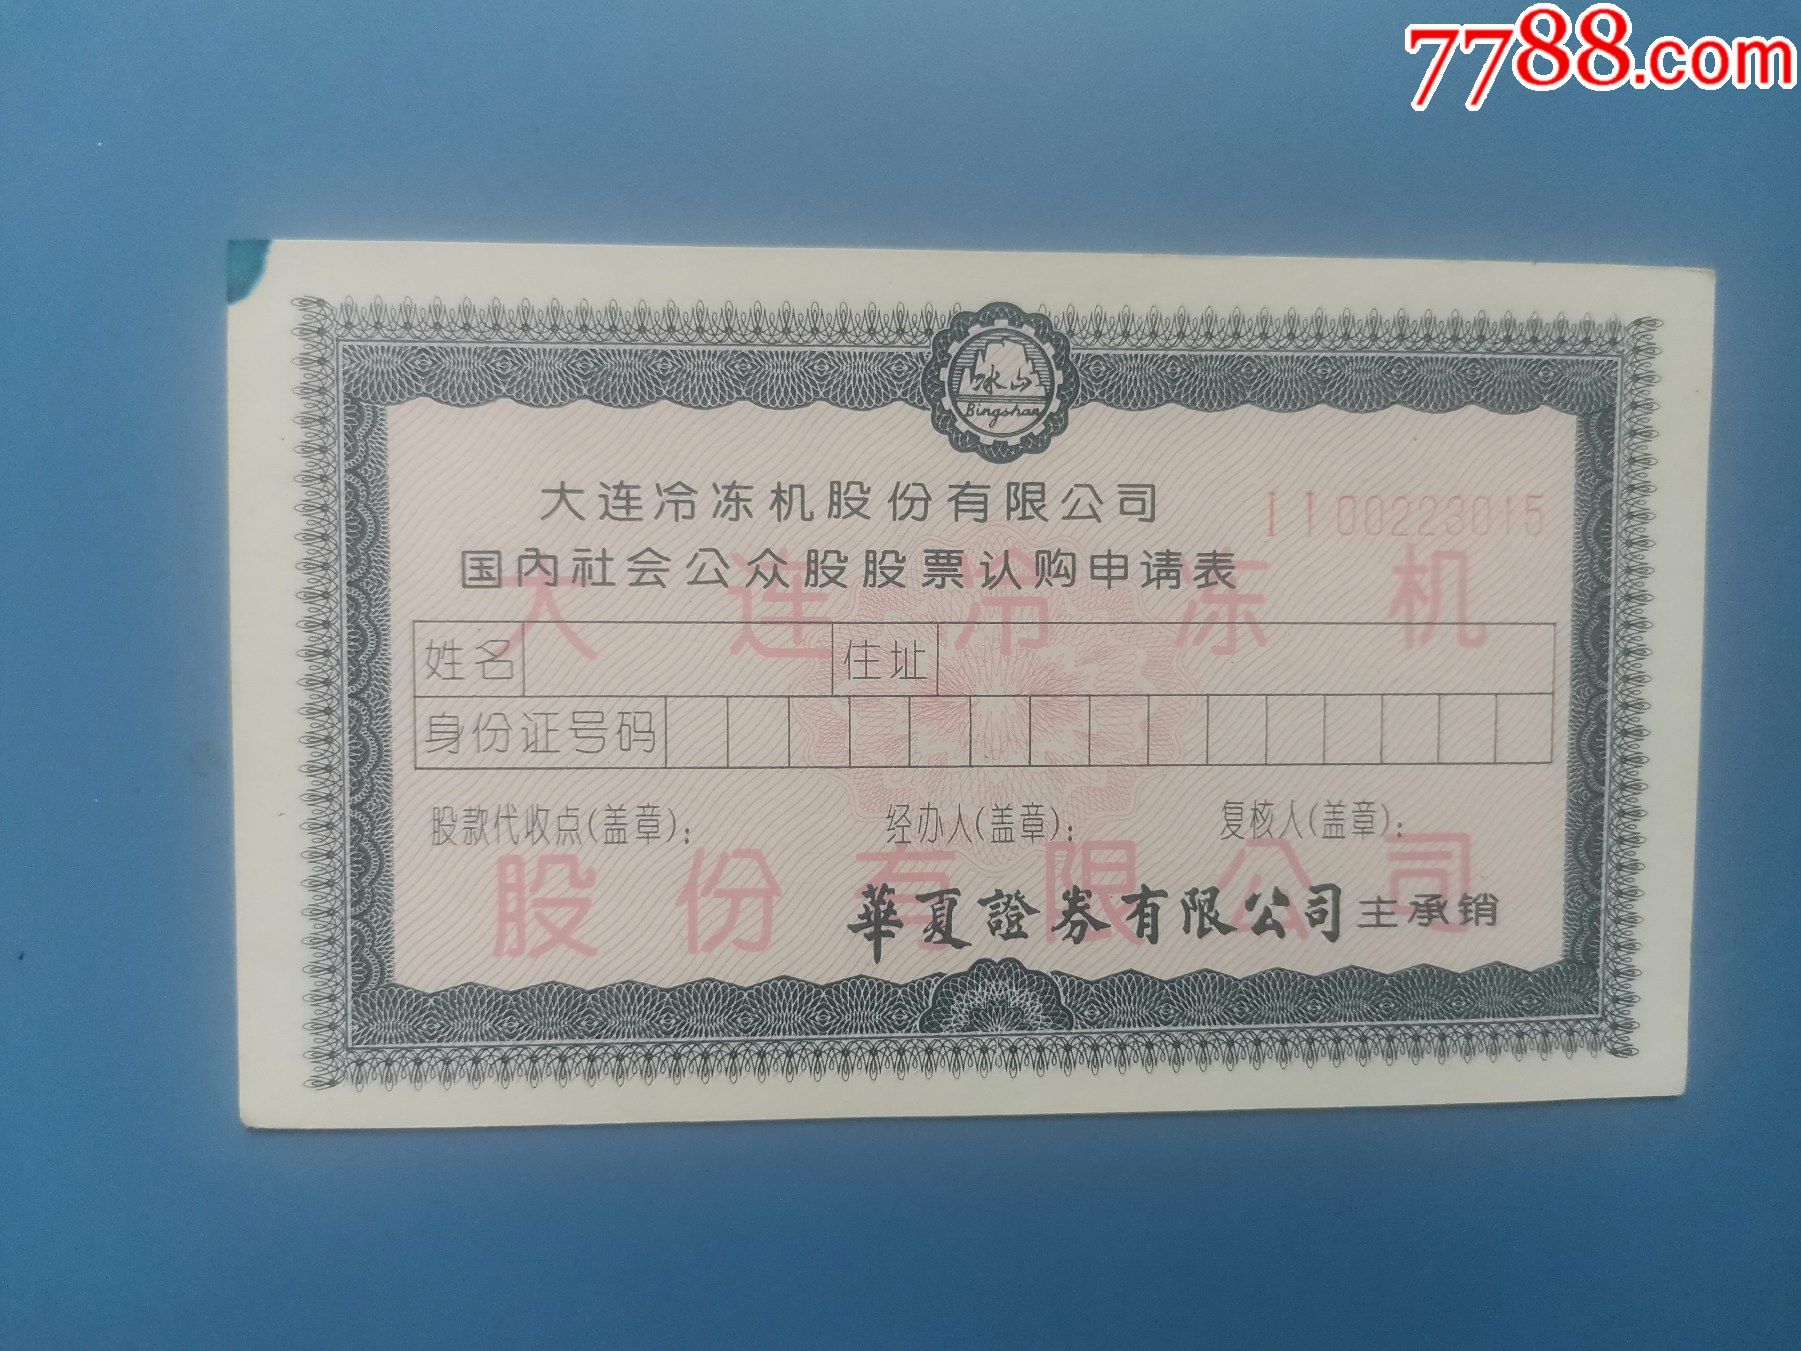 7788.com
冰山
Bingshan
大连冷冻机股份有限公司
II00223015
国内社会公众股股票认购申请表
大连冷冻机
姓名 住址
身份证号码
股款代收点(盖章): 经办人(盖章): 复核人(盖章):
股份有限公司
華夏證券有限公司主承销